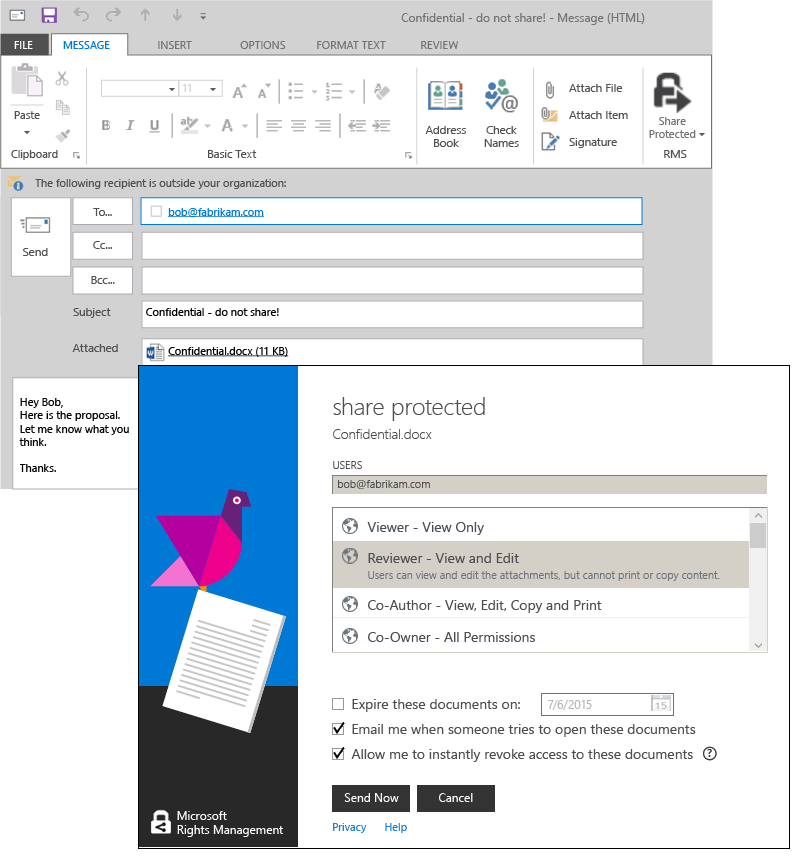 Confidential - do not share! - Message (HTML)
FILE MESSAGE INSERT OPTIONS FORMAT TEXT REVIEW
11
B I U ab A
Paste
Address Book
Check Names
Attach File
Attach Item
Signature
Share Protected
Clipboard
Basic Text
RMS
The following recipient is outside your organization:
Send
To... bob@fabrikam.com
Cc...
Bcc...
Subject Confidential - do not share!
Attached Confidential.docx (11 KB)
Hey Bob,
Here is the proposal.
Let me know what you
think.
Thanks.
share protected
Confidential.docx
USERS
bob@fabrikam.com
Viewer - View Only
Reviewer - View and Edit
Users can view and edit the attachments, but cannot print or copy content.
Co-Author - View, Edit, Copy and Print
Co-Owner - All Permissions
Expire these documents on: 7/6/2015 15
Email me when someone tries to open these documents
Allow me to instantly revoke access to these documents ?
Send Now Cancel
Privacy Help
Microsoft
Rights Management